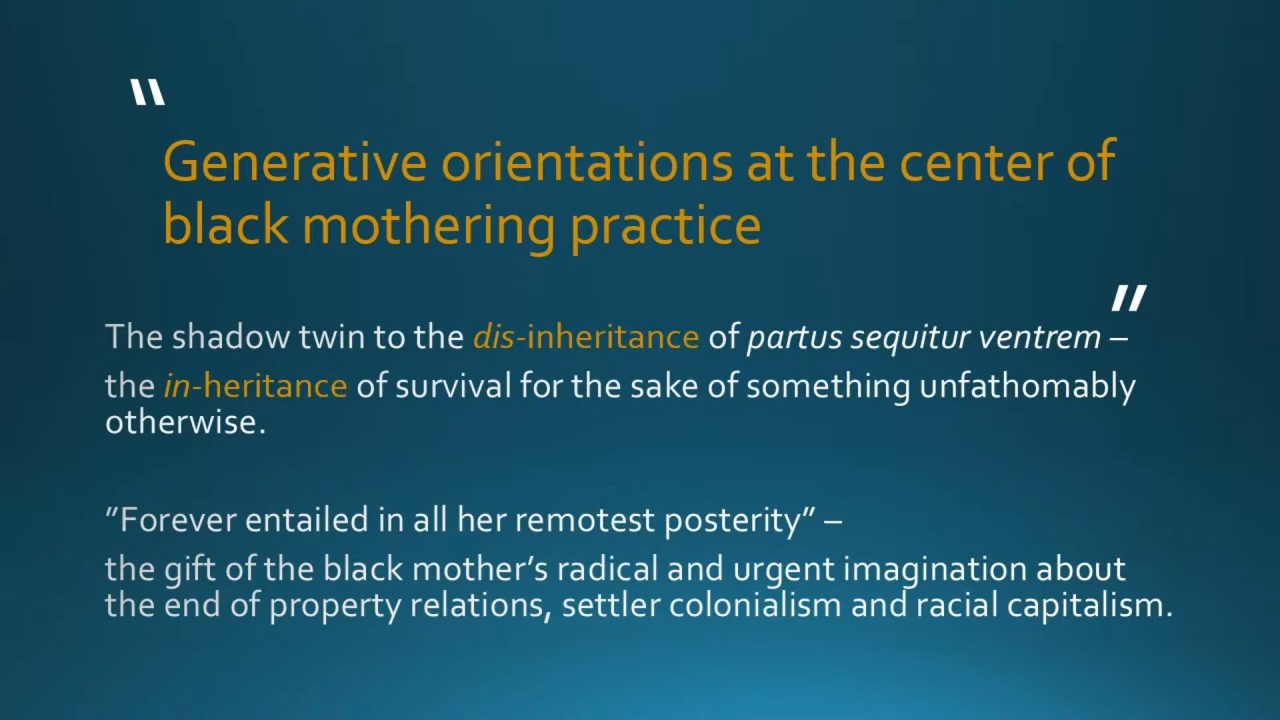 "
Generative orientations at the center of
black mothering practice
"
The shadow twin to the dis-inheritance of partus sequitur ventrem –
the in-heritance of survival for the sake of something unfathomably
otherwise.
”Forever entailed in all her remotest posterity” –
the gift of the black mother’s radical and urgent imagination about
the end of property relations, settler colonialism and racial capitalism.